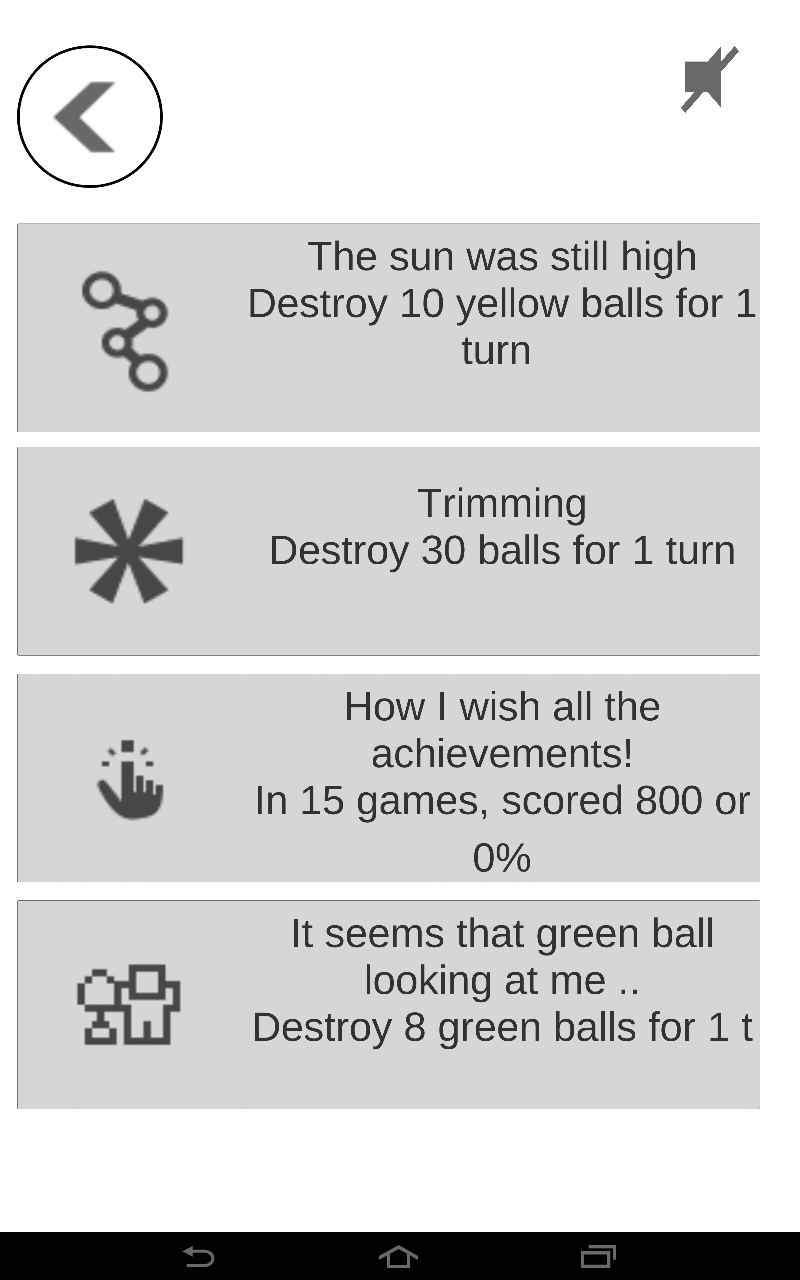 The sun was still high
Destroy 10 yellow balls for 1
turn
Trimming
Destroy 30 balls for 1 turn
How I wish all the
achievements!
In 15 games, scored 800 or
0%
It seems that green ball
looking at me ..
Destroy 8 green balls for 1 t